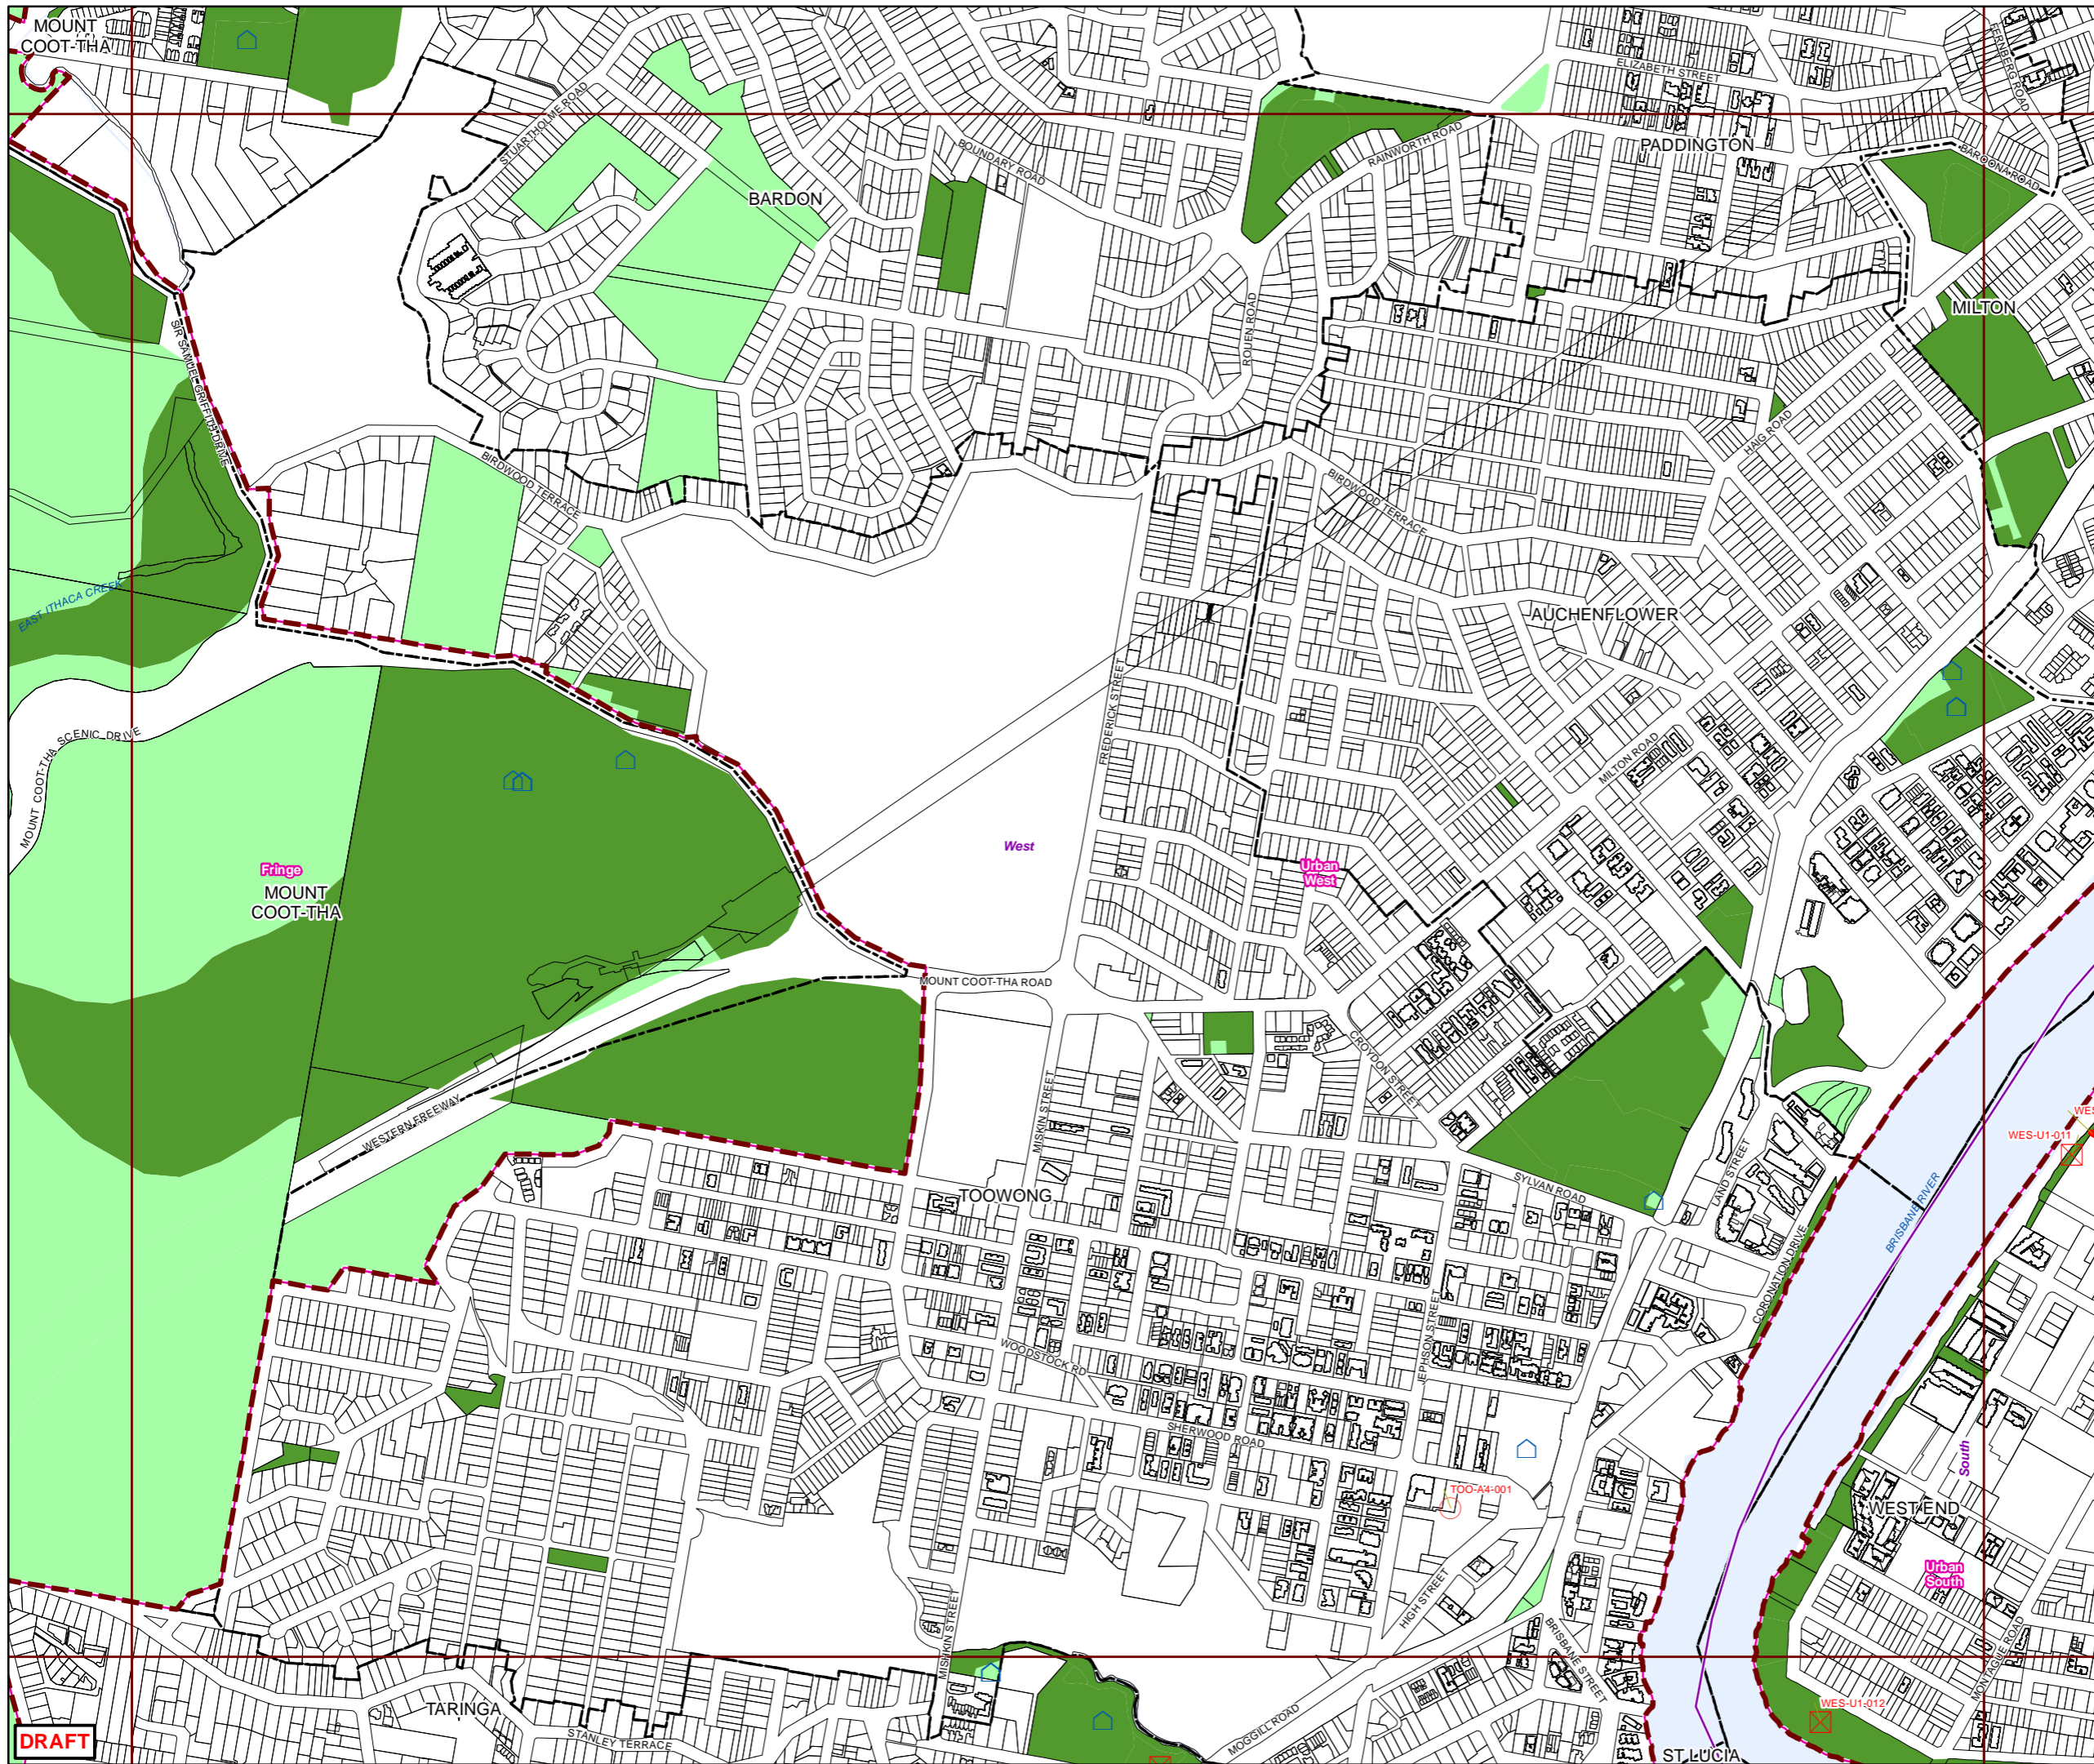 MOUNT
COOT-THA
FERNBERG ROAD
ELIZABETH STREET
STUARTHOLME ROAD
BOUNDARY ROAD
RAINWORTH ROAD
PADDINGTON
BAROONA ROAD
BARDON
ROUEN ROAD
MILTON
SIR SAMUEL GRIFFITH DRIVE
HAIG ROAD
BIRDWOOD TERRACE
BIRDWOOD TERRACE
EAST ITHACA CREEK
AUCHENFLOWER
FREDERICK STREET
MOUNT COOT-THA SCENIC DRIVE
MILTON ROAD
West
Fringe
MOUNT
COOT-THA
Urban
West
MOUNT COOT-THA ROAD
CROYDON STREET
MISKIN STREET
WESTERN FREEWAY
WES
WES-U1-011
TOOWONG
SYLVAN ROAD
LAND STREET
BRISBANE RIVER
CORONATION DRIVE
JEPHSON STREET
WOODSTOCK RD
SHERWOOD ROAD
South
TOO-A4-001
WEST END
Urban
South
HIGH STREET
MISKIN STREET
BRISBANE STREET
MONTAGUE ROAD
TARINGA
WES-U1-012
MOGGILL ROAD
STANLEY TERRACE
DRAFT
ST LUCIA